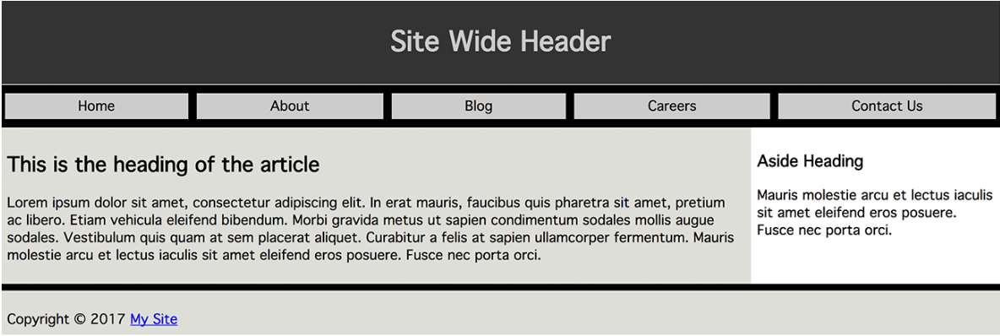 Site Wide Header
Home About Blog Careers Contact Us
This is the heading of the article
Lorem ipsum dolor sit amet, consectetur adipiscing elit. In erat mauris, faucibus quis pharetra sit amet, pretium
ac libero. Etiam vehicula eleifend bibendum. Morbi gravida metus ut sapien condimentum sodales mollis augue
sodales. Vestibulum quis quam at sem placerat aliquet. Curabitur a felis at sapien ullamcorper fermentum. Mauris
molestie arcu et lectus iaculis sit amet eleifend eros posuere. Fusce nec porta orci.
Aside Heading
Mauris molestie arcu et lectus iaculis
sit amet eleifend eros posuere.
Fusce nec porta orci.
Copyright © 2017 My Site